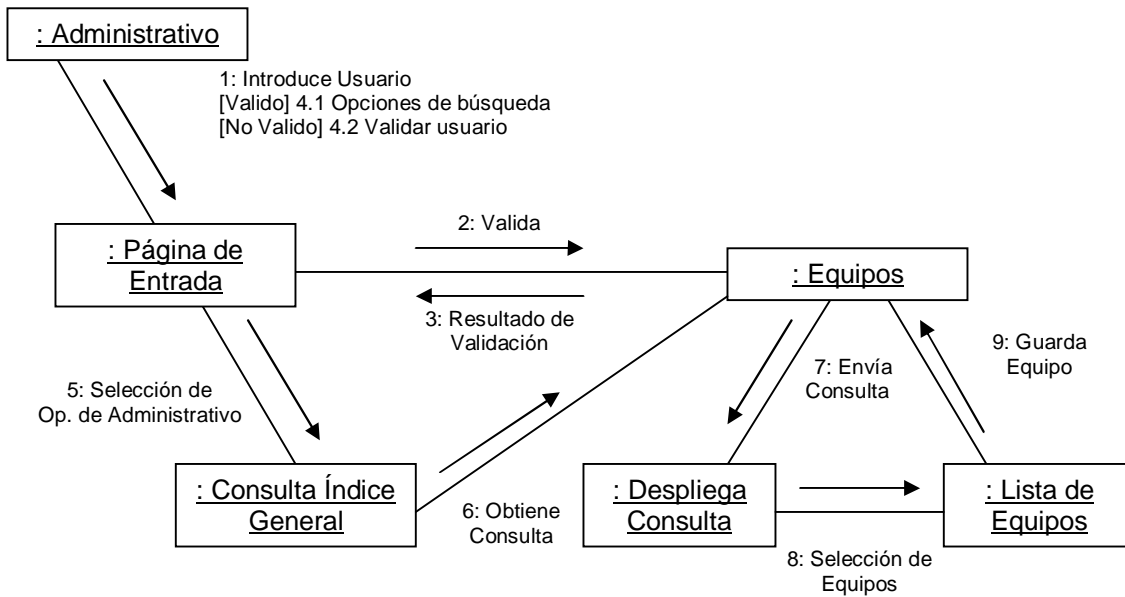 : Administrativo
1: Introduce Usuario
[Valido] 4.1 Opciones de búsqueda
[No Valido] 4.2 Validar usuario
: Página de
Entrada
2: Valida
3: Resultado de
Validación
: Equipos
5: Selección de
Op. de Administrativo
7: Envía
Consulta
9: Guarda
Equipo
: Consulta Índice
General
6: Obtiene
Consulta
: Despliega
Consulta
8: Selección de
Equipos
: Lista de
Equipos